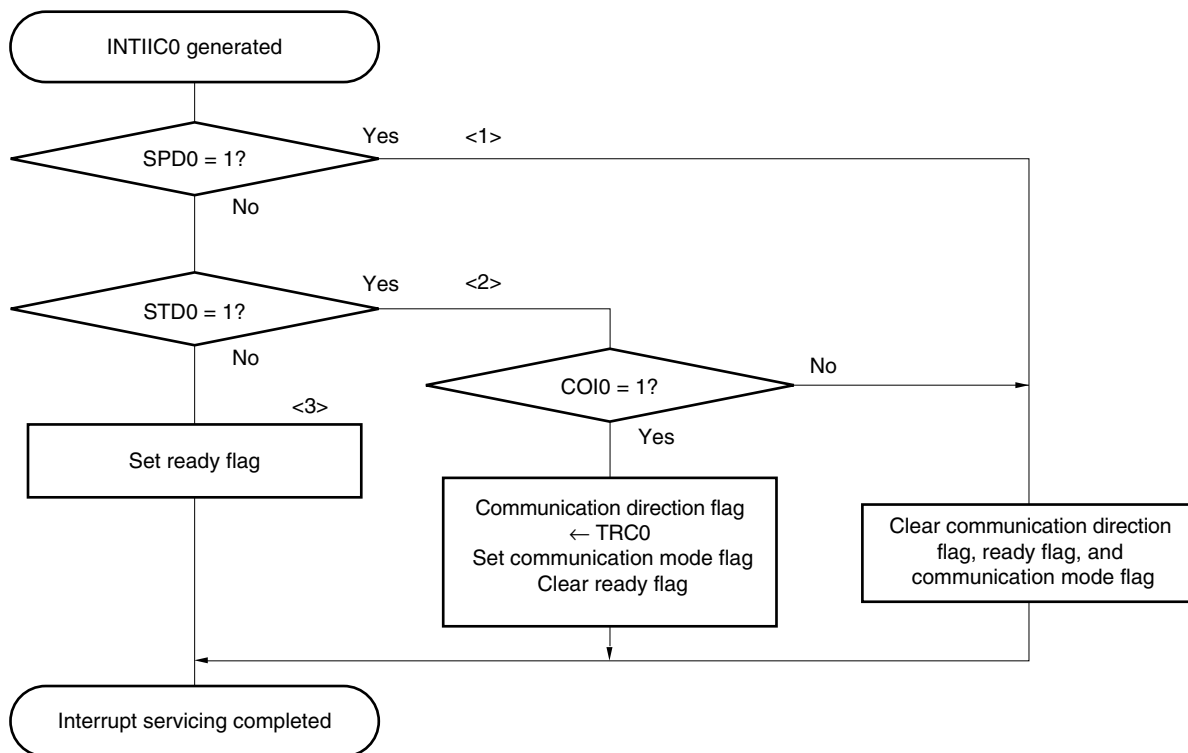 INTIIC0 generated
Yes
<1>
SPD0 = 1?
No
Yes
<2>
STD0 = 1?
No
COI0 = 1?
No
<3>
Yes
Set ready flag
Communication direction flag
← TRC0
Set communication mode flag
Clear ready flag
Clear communication direction
flag, ready flag, and
communication mode flag
Interrupt servicing completed